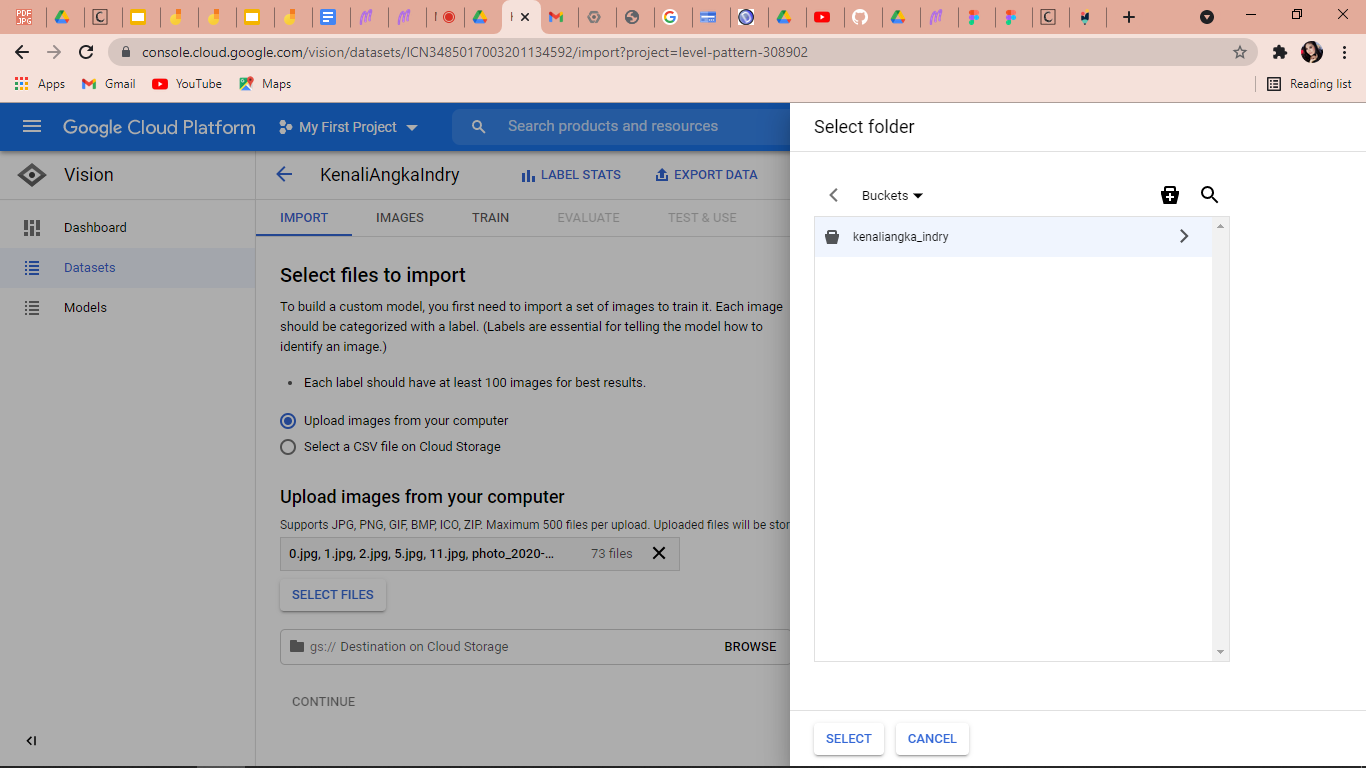 console.cloud.google.com/vision/datasets/ICN3485017003201134592/import?project=level-pattern-308902
Apps
Gmail
YouTube
Maps
Reading list
Google Cloud Platform
My First Project
Search products and resources
Vision
KenaliAngkaIndry
LABEL STATS
EXPORT DATA
Dashboard
Datasets
Models
IMPORT
IMAGES
TRAIN
EVALUATE
TEST & USE
Select files to import
To build a custom model, you first need to import a set of images to train it. Each image
should be categorized with a label. (Labels are essential for telling the model how to
identify an image.)
• Each label should have at least 100 images for best results.
Upload images from your computer
Select a CSV file on Cloud Storage
Upload images from your computer
Supports JPG, PNG, GIF, BMP, ICO, ZIP. Maximum 500 files per upload. Uploaded files will be stor
0.jpg, 1.jpg, 2.jpg, 5.jpg, 11.jpg, photo_2020-...
73 files
SELECT FILES
gs:// Destination on Cloud Storage
BROWSE
CONTINUE
Select folder
Buckets
kenaliangka_indry
SELECT
CANCEL